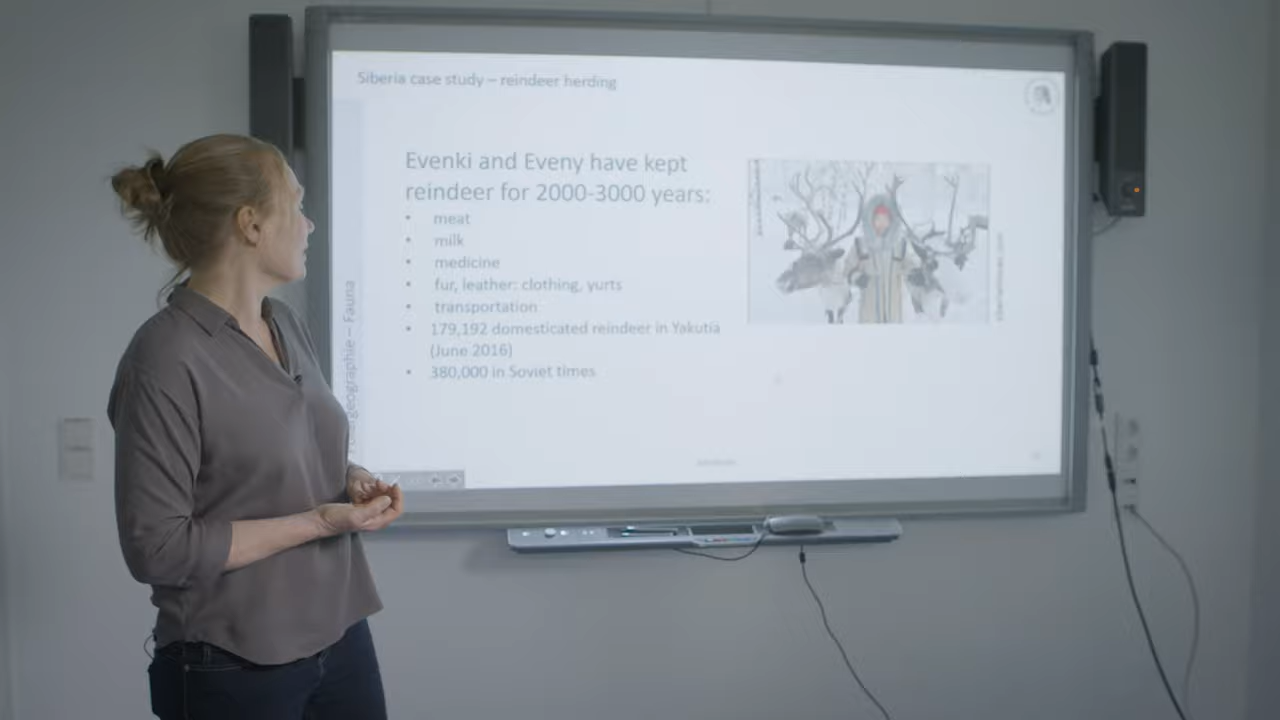 Siberia case study – reindeer herding
Evenki and Eveny have kept
reindeer for 2000-3000 years:
• meat
• milk
• medicine
• fur, leather: clothing, yurts
• transportation
• 179,192 domesticated reindeer in Yakutia
(June 2016)
• 380,000 in Soviet times
– Fauna